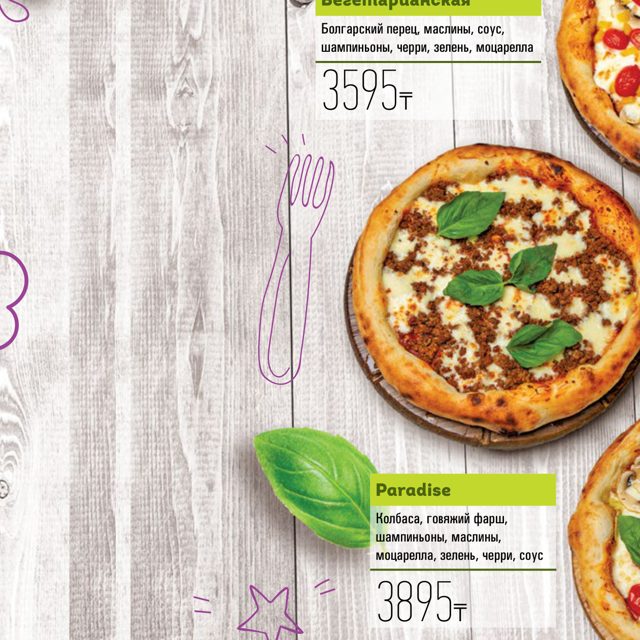 Вегетарианская
Болгарский перец, маслины, соус,
шампиньоны, черри, зелень, моцарелла
3595₸
Paradise
Колбаса, говяжий фарш,
шампиньоны, маслины,
моцарелла, зелень, черри, соус
3895₸